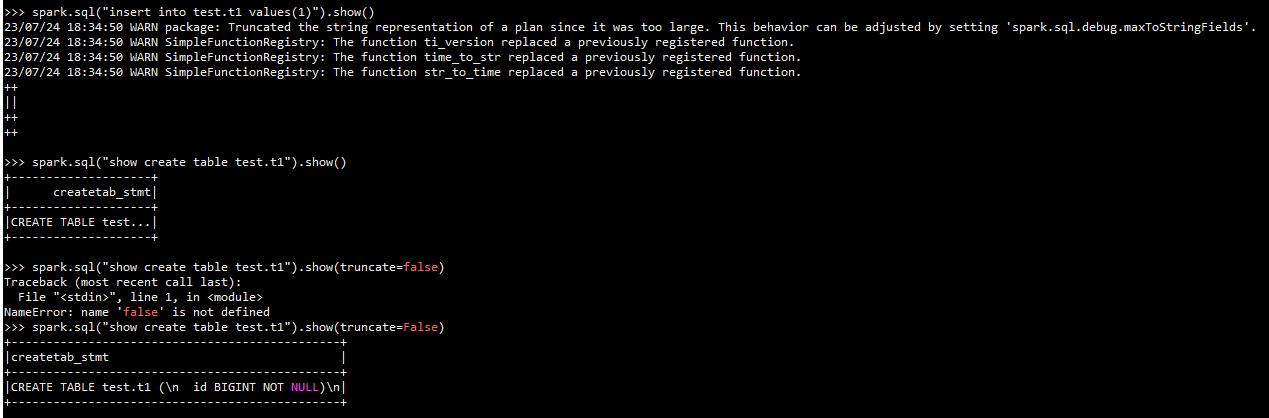 >>> spark.sql("insert into test.t1 values(1)").show()
23/07/24 18:34:50 WARN package: Truncated the string representation of a plan since it was too large. This behavior can be adjusted by setting 'spark.sql.debug.maxToStringFields'.
23/07/24 18:34:50 WARN SimpleFunctionRegistry: The function ti_version replaced a previously registered function.
23/07/24 18:34:50 WARN SimpleFunctionRegistry: The function time_to_str replaced a previously registered function.
23/07/24 18:34:50 WARN SimpleFunctionRegistry: The function str_to_time replaced a previously registered function.
++
||
++
++
>>> spark.sql("show create table test.t1").show()
+--------------------+
|      createtab_stmt|
+--------------------+
|CREATE TABLE test...|
+--------------------+
>>> spark.sql("show create table test.t1").show(truncate=false)
Traceback (most recent call last):
  File "<stdin>", line 1, in <module>
NameError: name 'false' is not defined
>>> spark.sql("show create table test.t1").show(truncate=False)
+----------------------------------------------+
|createtab_stmt                                |
+----------------------------------------------+
|CREATE TABLE test.t1 (\n  id BIGINT NOT NULL)\n|
+----------------------------------------------+